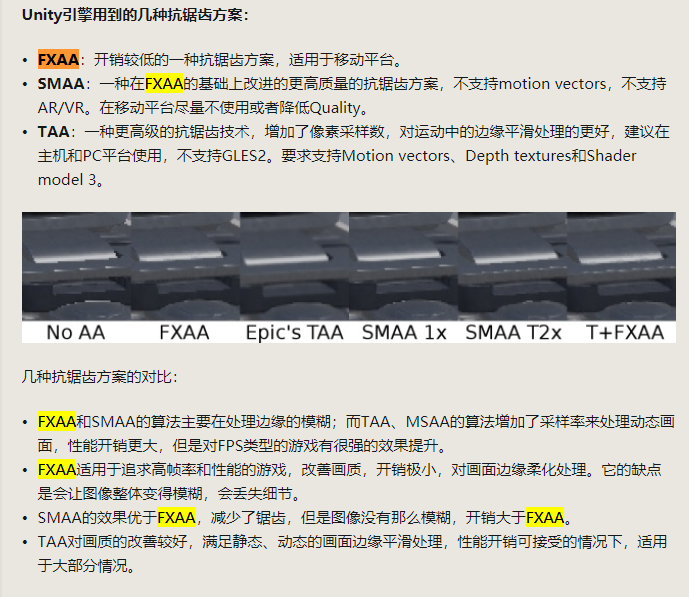 Unity引擎用到的几种抗锯齿方案：
• FXAA：开销较低的一种抗锯齿方案，适用于移动平台。
• SMAA：一种在FXAA的基础上改进的更高质量的抗锯齿方案，不支持motion vectors，不支持
AR/VR。在移动平台尽量不使用或者降低Quality。
• TAA：一种更高级的抗锯齿技术，增加了像素采样数，对运动中的边缘平滑处理的更好，建议在
主机和PC平台使用，不支持GLES2。要求支持Motion vectors、Depth textures和Shader
model 3。
No AA FXAA Epic's TAA SMAA 1x SMAA T2x T+FXAA
几种抗锯齿方案的对比：
• FXAA和SMAA的算法主要在处理边缘的模糊；而TAA、MSAA的算法增加了采样率来处理动态画
面，性能开销更大，但是对FPS类型的游戏有很强的效果提升。
• FXAA适用于追求高帧率和性能的游戏，改善画质，开销极小，对画面边缘柔化处理。它的缺点
是会让图像整体变得模糊，会丢失细节。
• SMAA的效果优于FXAA，减少了锯齿，但是图像没有那么模糊，开销大于FXAA。
• TAA对画质的改善较好，满足静态、动态的画面边缘平滑处理，性能开销可接受的情况下，适用
于大部分情况。